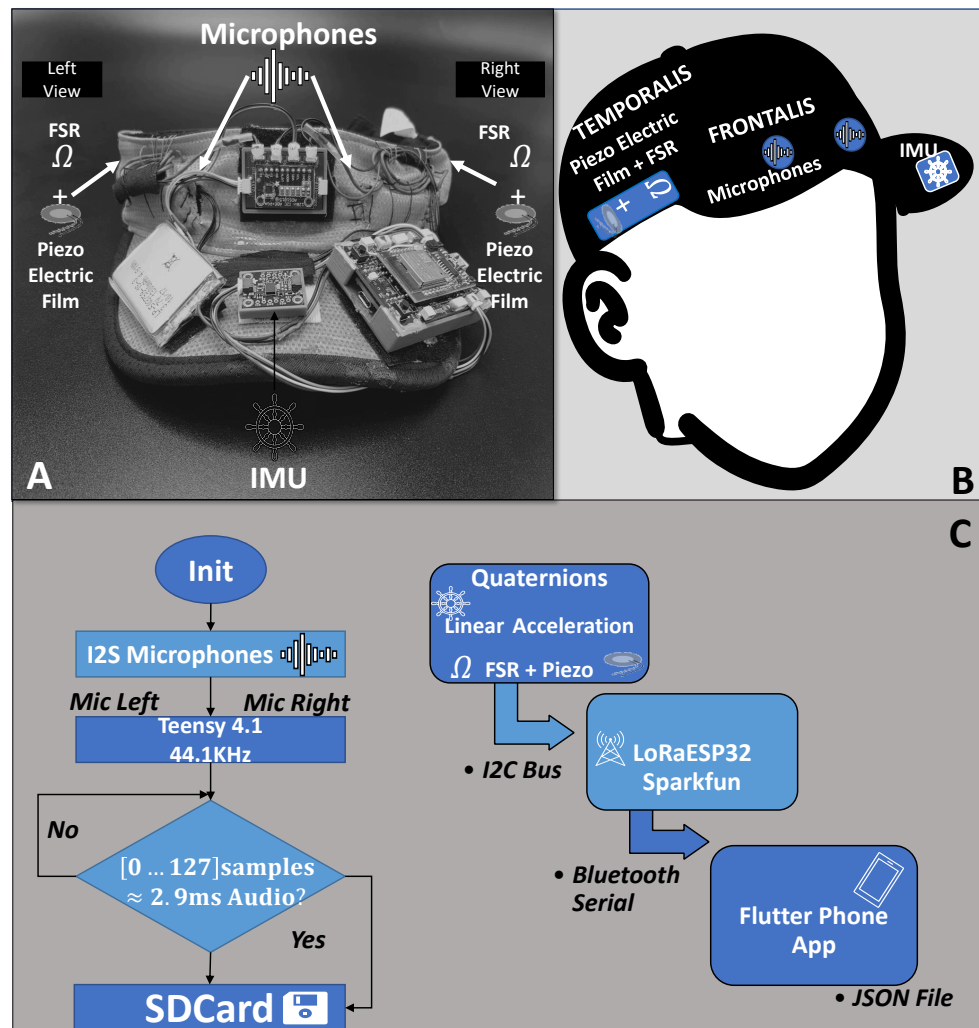 Microphones
Left
View
Right
View
FSR
Ω
+
Piezo
Electric
Film
FSR
Ω
+
Piezo
Electric
Film
IMU
A
TEMPORALIS
Piezo Electric
Film + FSR
+ Ω
FRONTALIS
Microphones
IMU
B
C
Init
I2S Microphones
Mic Left
Mic Right
Teensy 4.1
44.1KHz
No
[0 … 127]samples
≈ 2.9ms Audio?
Yes
SDCard
Quaternions
Linear Acceleration
Ω FSR + Piezo
• I2C Bus
LoRaESP32
Sparkfun
• Bluetooth
Serial
Flutter Phone
App
• JSON File